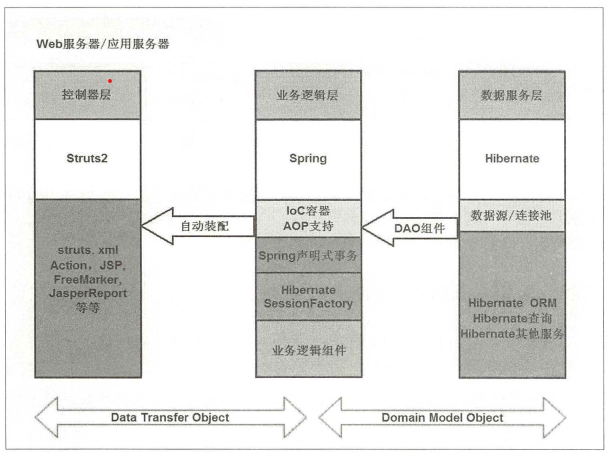 Web服务器/应用服务器
控制器层
Struts2
struts. xml
Action，JSP,
FreeMarker,
JasperReport
等等
自动装配
业务逻辑层
Spring
IoC容器
AOP支持
Spring声明式事务
Hibernate
SessionFactory
业务逻辑组件
DAO组件
数据服务层
Hibernate
数据源/连接池
Hibernate ORM
Hibernate查询
Hibernate其他服务
Data Transfer Object
Domain Model Object